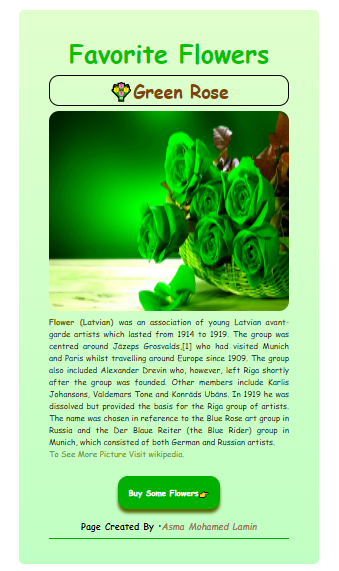 Favorite Flowers
💐Green Rose
Flower (Latvian) was an association of young Latvian avant-
garde artists which lasted from 1914 to 1919. The group was
centred around Jāzeps Grosvalds,[1] who had visited Munich
and Paris whilst travelling around Europe since 1909. The group
also included Alexander Drevin who, however, left Riga shortly
after the group was founded. Other members include Karlis
Johansons, Valdemars Tone and Konrāds Ubāns. In 1919 he was
dissolved but provided the basis for the Riga group of artists.
The name was chosen in reference to the Blue Rose art group in
Russia and the Der Blaue Reiter (the Blue Rider) group in
Munich, which consisted of both German and Russian artists.
To See More Picture Visit wikipedia.
Buy Some Flowers👉
Page Created By •Asma Mohamed Lamin